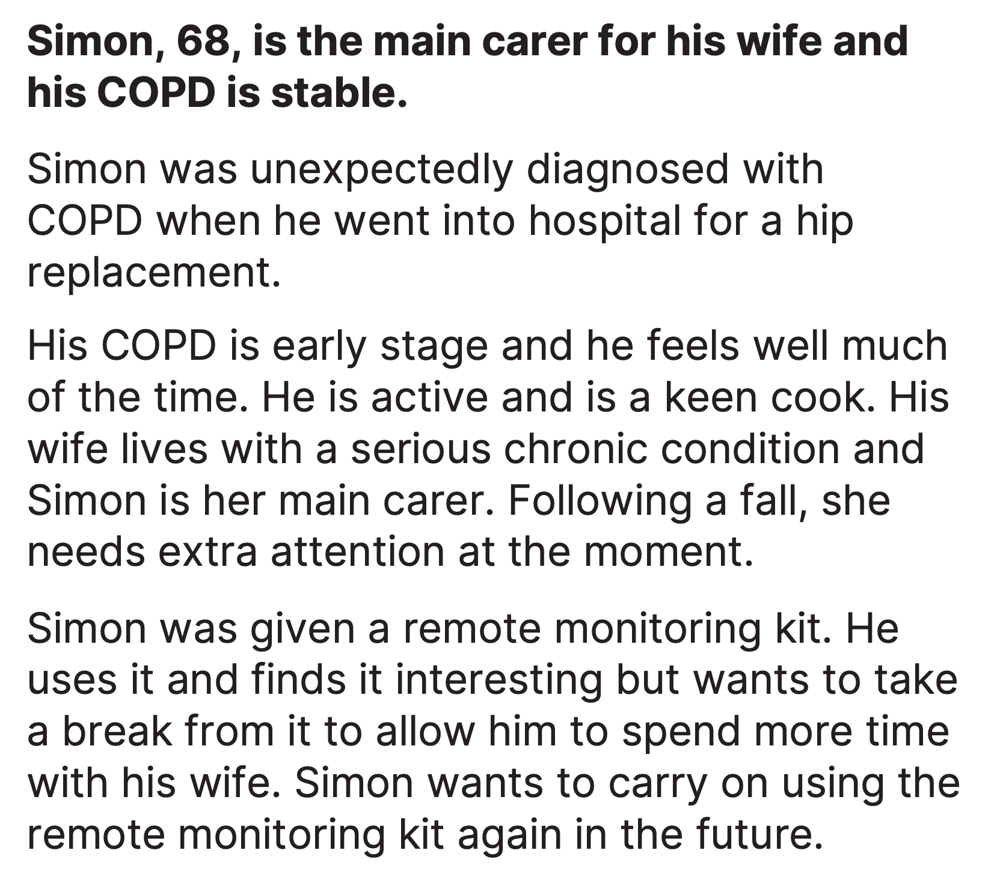 Simon, 68, is the main carer for his wife and
his COPD is stable.
Simon was unexpectedly diagnosed with
COPD when he went into hospital for a hip
replacement.
His COPD is early stage and he feels well much
of the time. He is active and is a keen cook. His
wife lives with a serious chronic condition and
Simon is her main carer. Following a fall, she
needs extra attention at the moment.
Simon was given a remote monitoring kit. He
uses it and finds it interesting but wants to take
a break from it to allow him to spend more time
with his wife. Simon wants to carry on using the
remote monitoring kit again in the future.